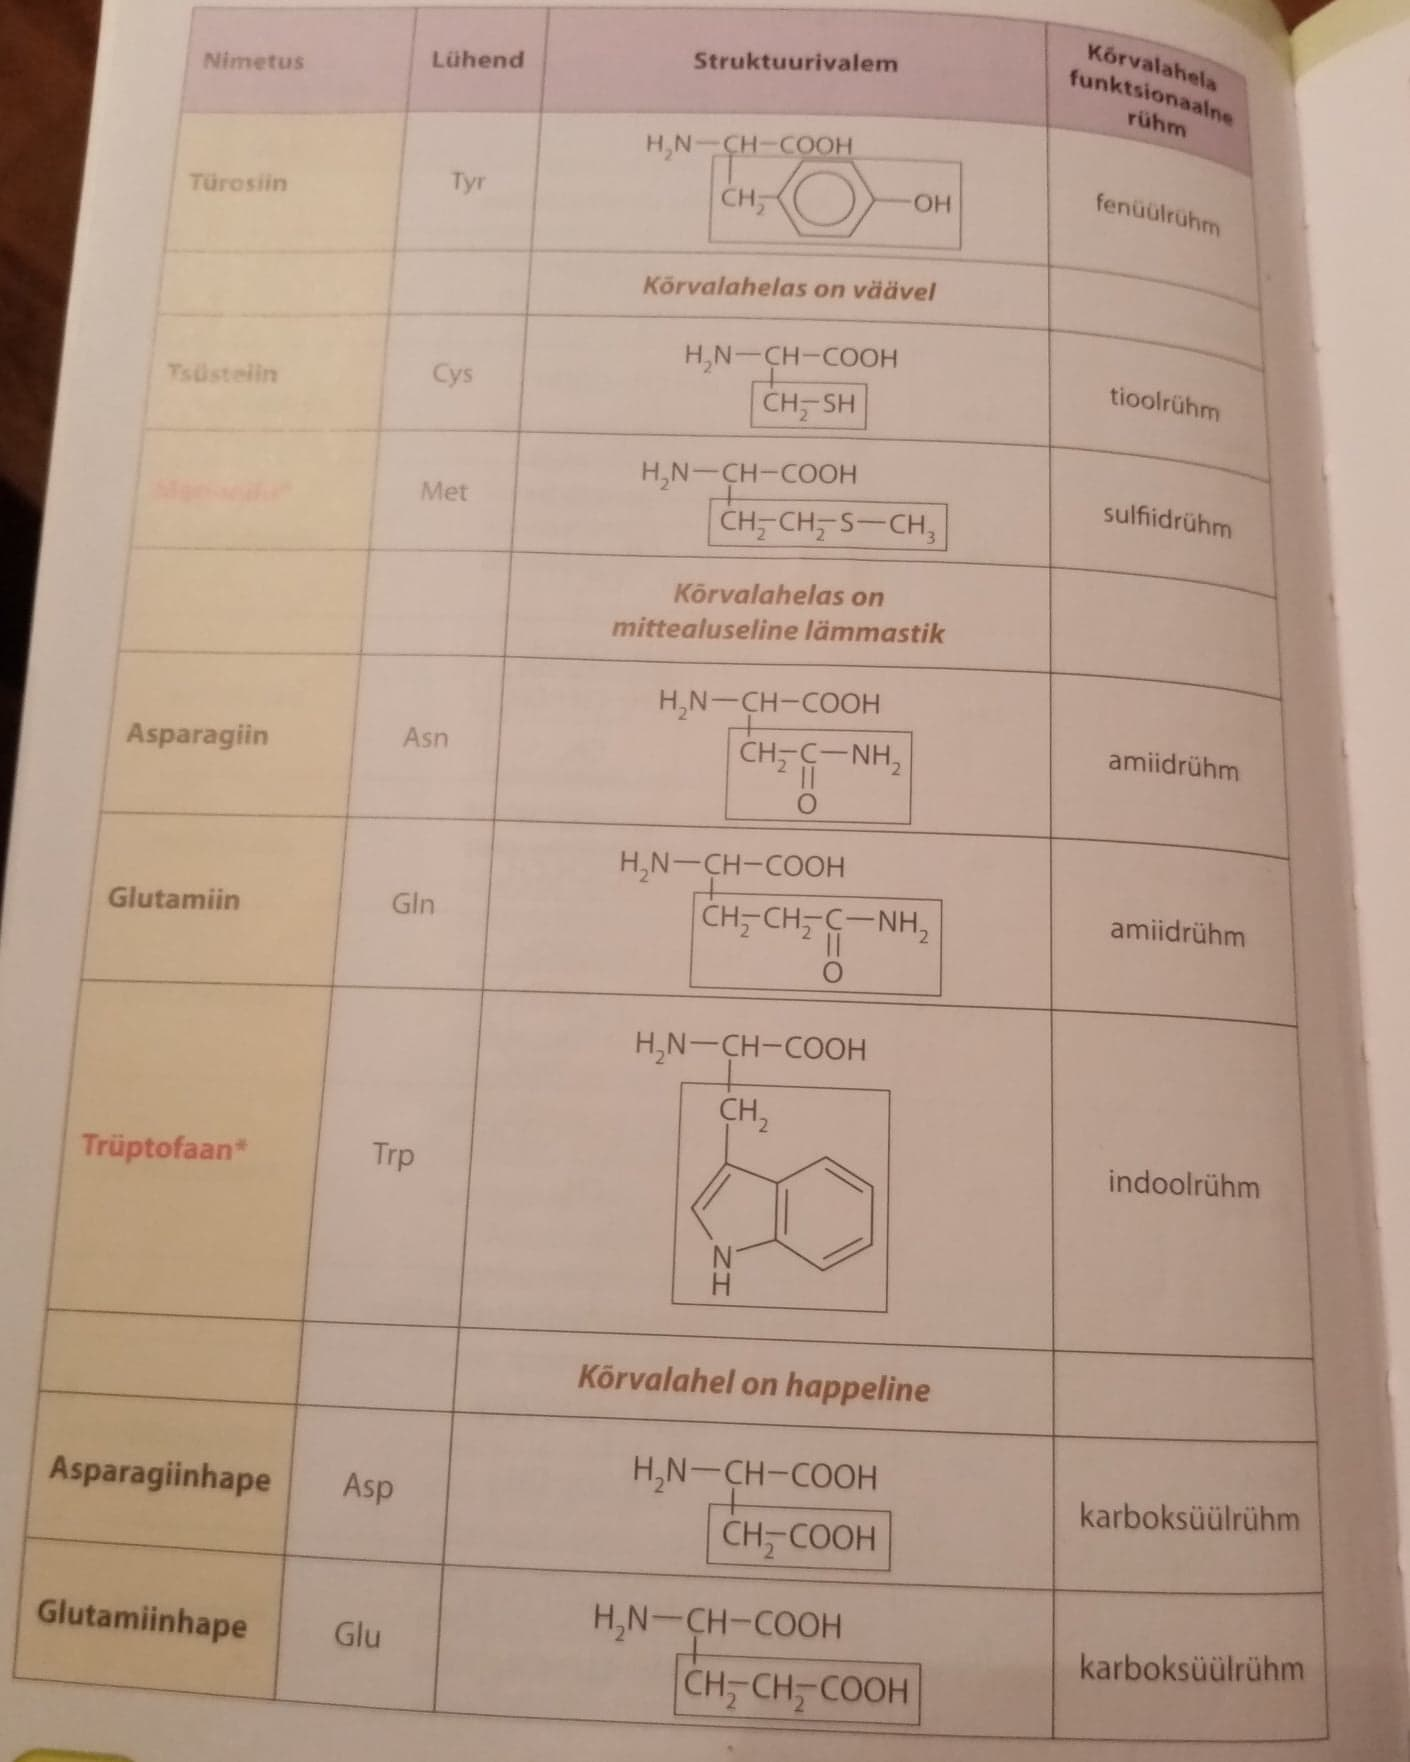 Nimetus Lühend Struktuurivalem Kõrvalahela
funktsionaalne
rühm
H₂N—CH—COOH
Türosiin Tyr CH₂ —OH fenüülrühm
Kõrvalahelas on väävel
H₂N—CH—COOH
Tsüsteiin Cys CH₂—SH tioolrühm
H₂N—CH—COOH
Met CH₂—CH₂—S—CH₃ sulfiidrühm
Kõrvalahelas on
mittealuseline lämmastik
H₂N—CH—COOH
Asparagiin Asn CH₂—C—NH₂ amiidrühm
O
H₂N—CH—COOH
Glutamiin Gln CH₂—CH₂—C—NH₂ amiidrühm
O
H₂N—CH—COOH
CH₂
Trüptofaan* Trp indoolrühm
N
H
Kõrvalahel on happeline
H₂N—CH—COOH
Asparagiinhape Asp CH₂—COOH karboksüülrühm
H₂N—CH—COOH
Glutamiinhape Glu CH₂—CH₂—COOH karboksüülrühm